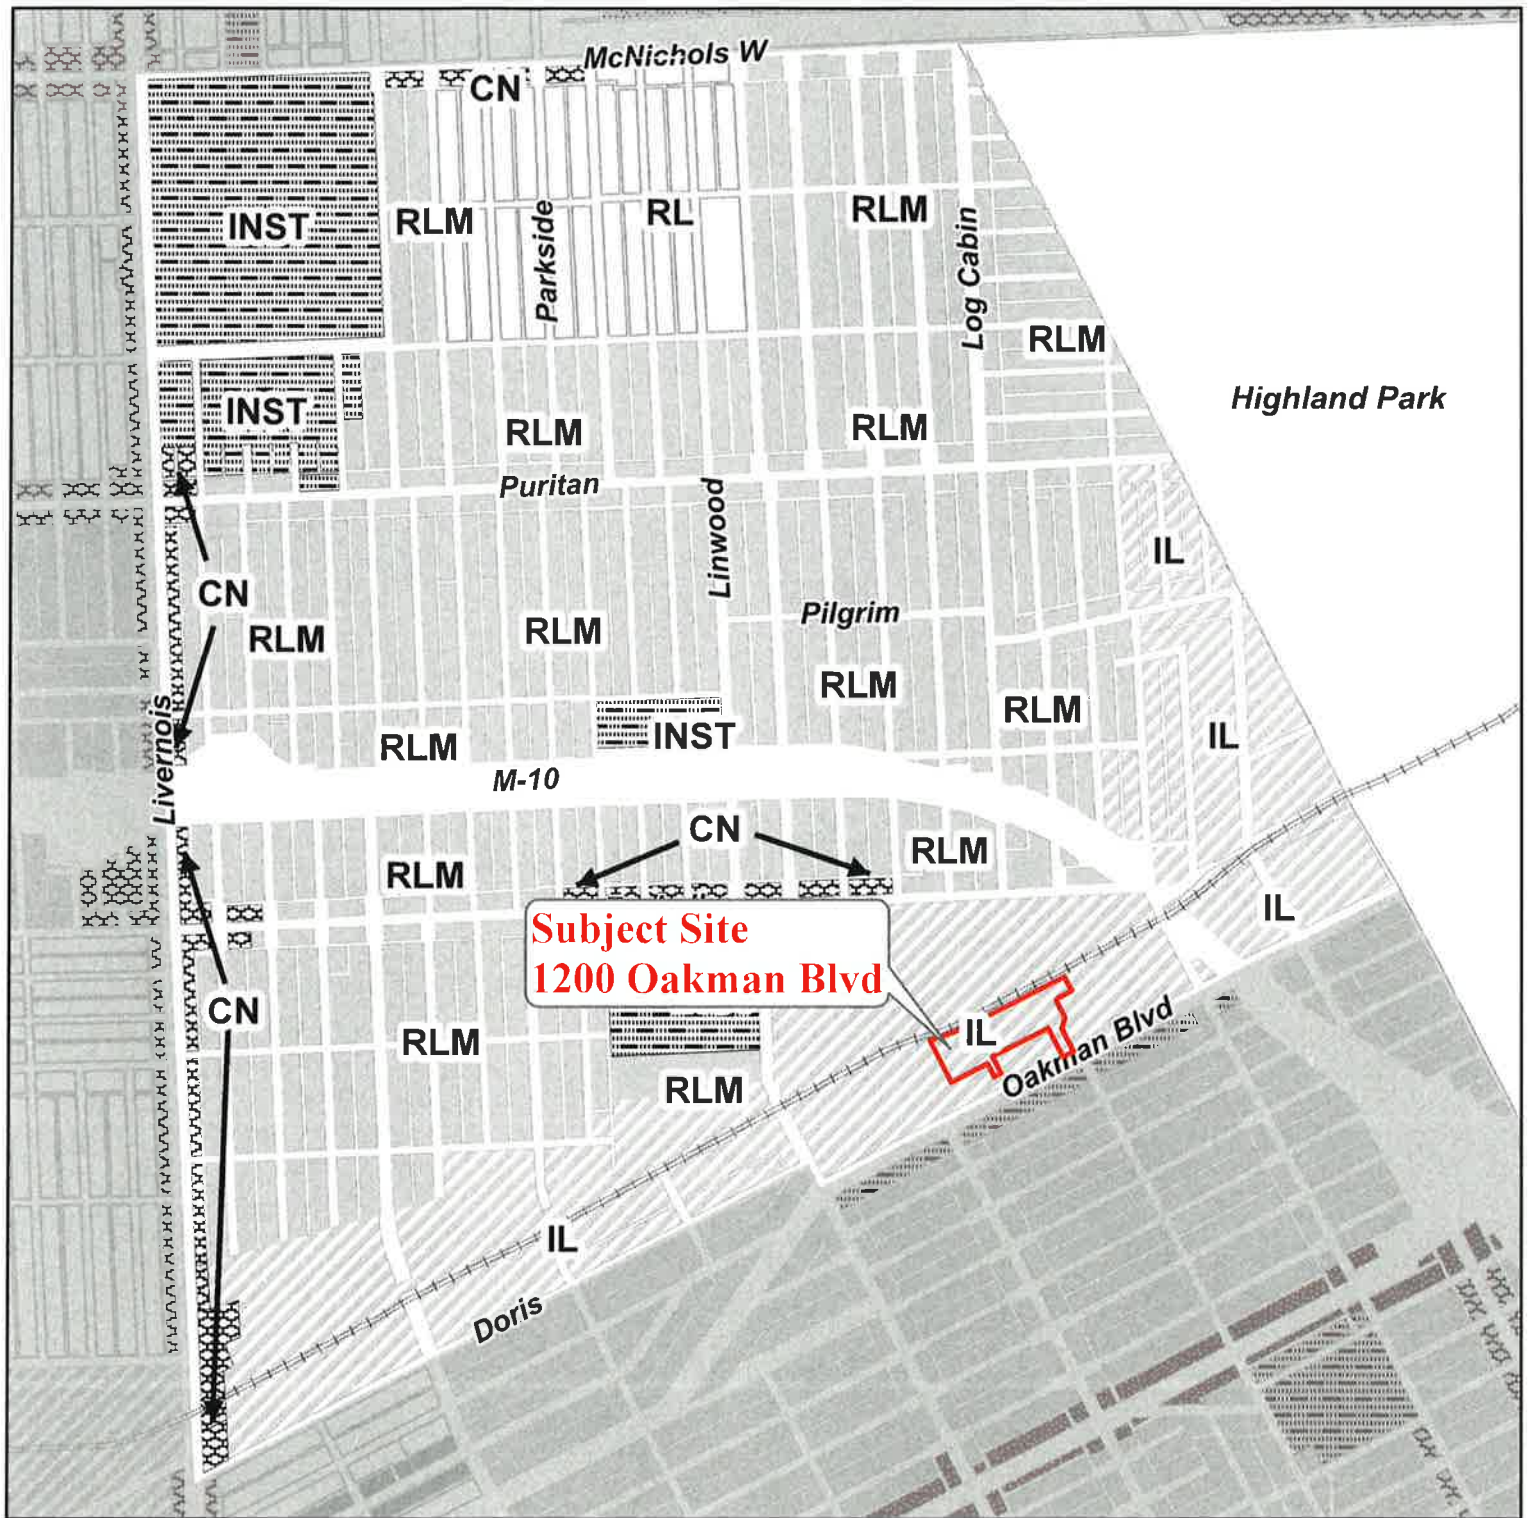 McNichols W
CN
INST
RLM
Parkside
RL
RLM
Log Cabin
RLM
Highland Park
INST
RLM
RLM
Puritan
Linwood
IL
CN
RLM
RLM
Pilgrim
RLM
RLM
INST
IL
RLM
Livernois
M-10
CN
RLM
RLM
IL
Subject Site
1200 Oakman Blvd
CN
RLM
IL
Oakman Blvd
RLM
IL
Doris